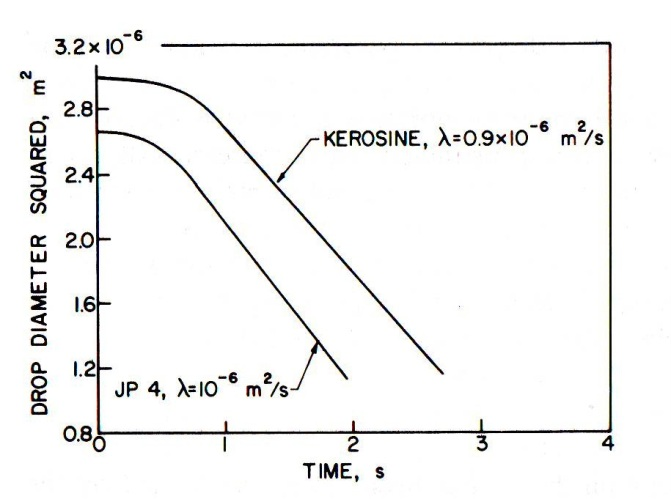 3.2×10⁻⁶
2.8
2.4
2.0
1.6
1.2
0.8
DROP DIAMETER SQUARED, m²
KEROSINE, λ=0.9×10⁻⁶ m²/s
JP 4, λ=10⁻⁶ m²/s
0 1 2 3 4
TIME, s